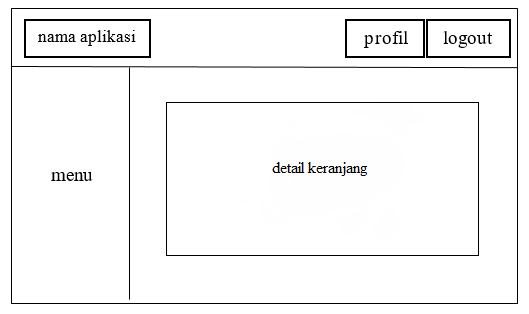 nama aplikasi
profil
logout
menu
detail keranjang